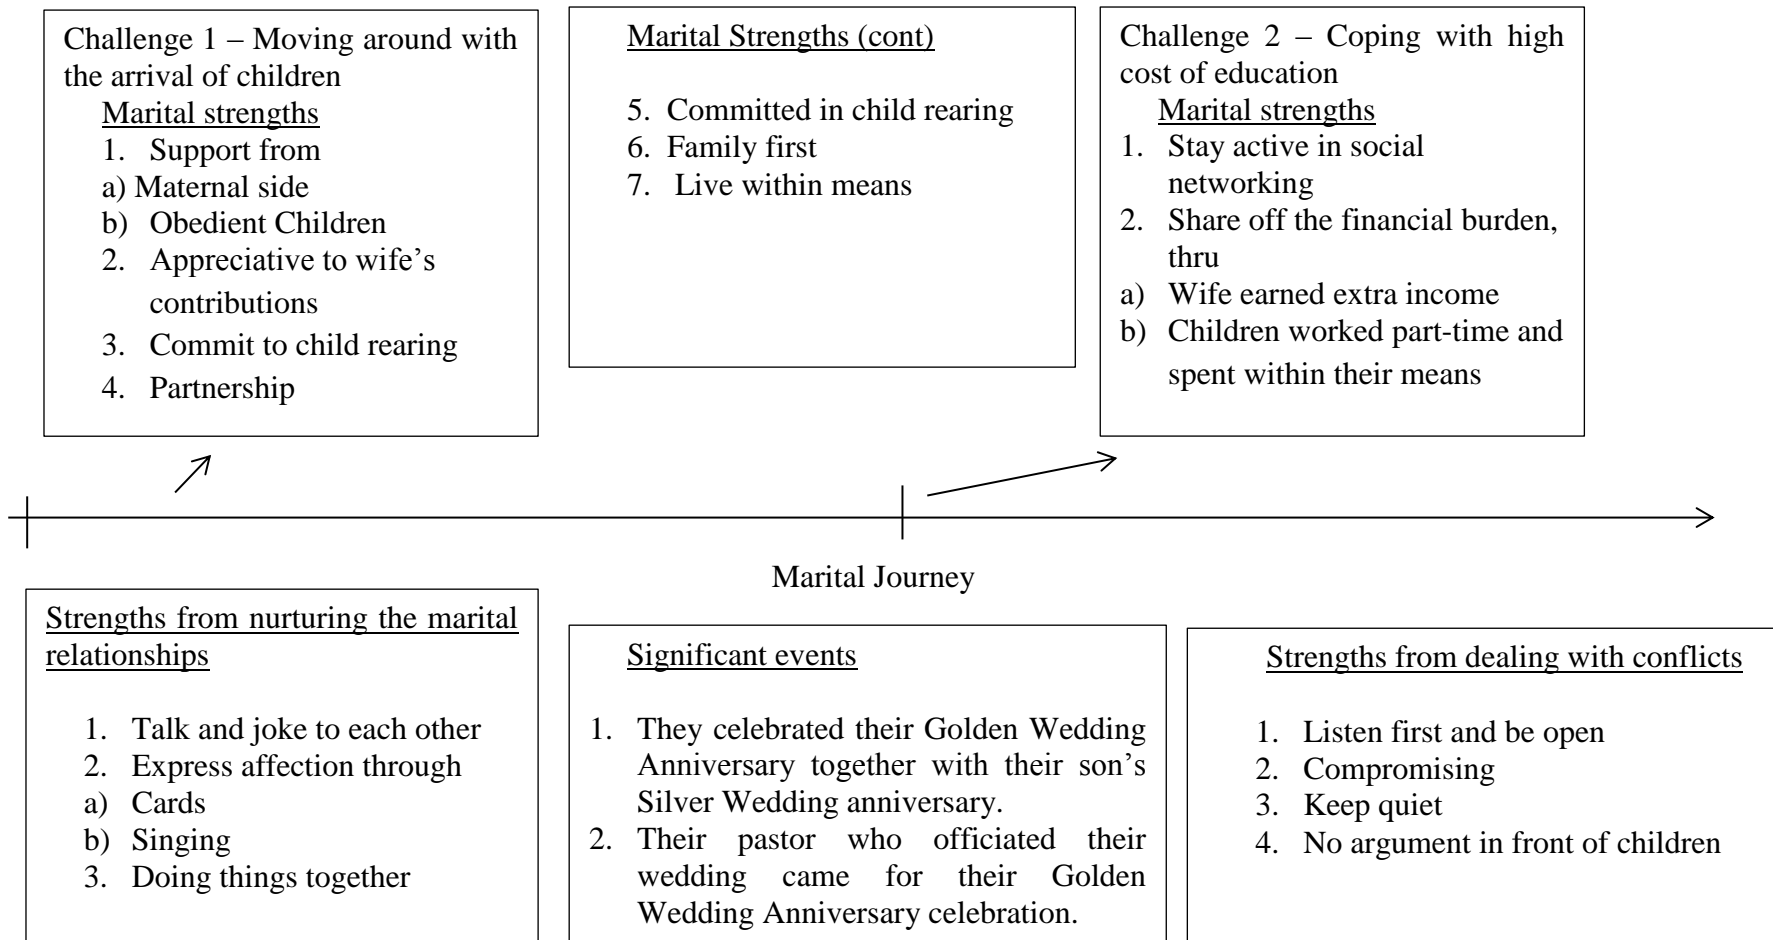 Challenge 1 – Moving around with
the arrival of children
Marital strengths
1. Support from
a) Maternal side
b) Obedient Children
2. Appreciative to wife’s
contributions
3. Commit to child rearing
4. Partnership
Marital Strengths (cont)
5. Committed in child rearing
6. Family first
7. Live within means
Challenge 2 – Coping with high
cost of education
Marital strengths
1. Stay active in social
networking
2. Share off the financial burden,
thru
a) Wife earned extra income
b) Children worked part-time and
spent within their means
Marital Journey
Strengths from nurturing the marital
relationships
1. Talk and joke to each other
2. Express affection through
a) Cards
b) Singing
3. Doing things together
Significant events
1. They celebrated their Golden Wedding
Anniversary together with their son’s
Silver Wedding anniversary.
2. Their pastor who officiated their
wedding came for their Golden
Wedding Anniversary celebration.
Strengths from dealing with conflicts
1. Listen first and be open
2. Compromising
3. Keep quiet
4. No argument in front of children